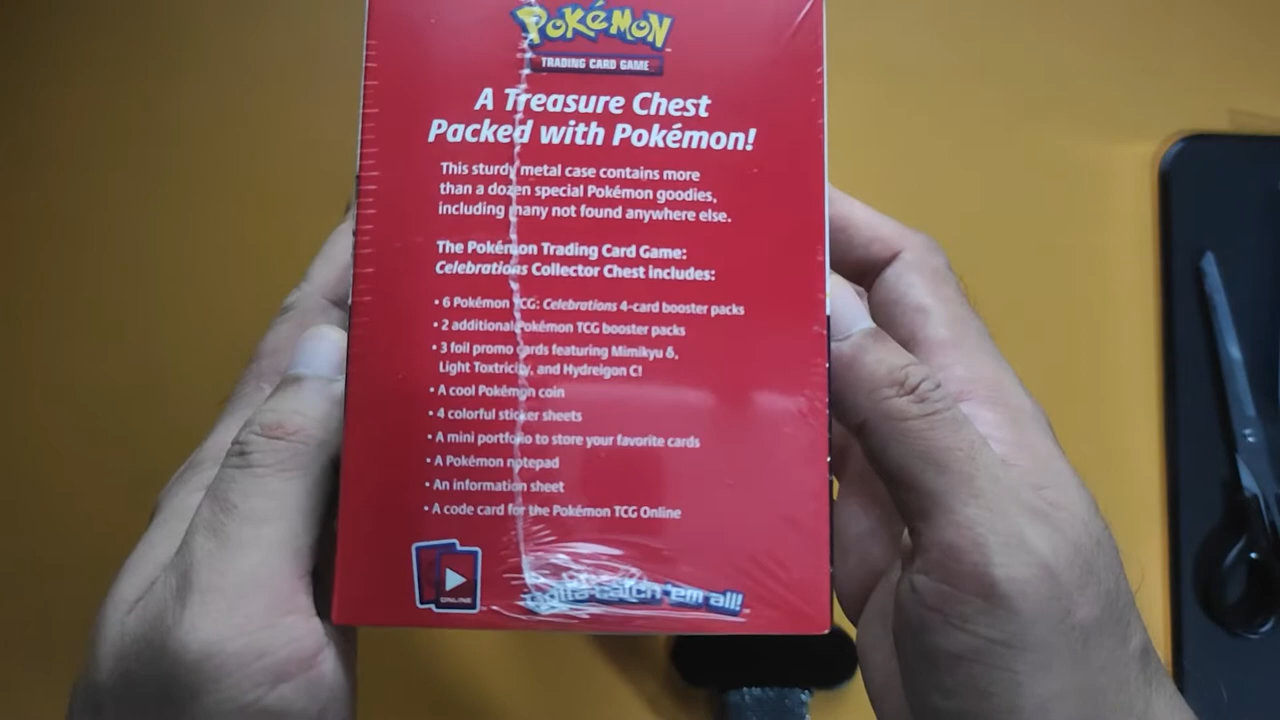 POKéMON
TRADING CARD GAME
A Treasure Chest
Packed with Pokémon!
This sturdy metal case contains more
than a dozen special Pokémon goodies,
including many not found anywhere else.
The Pokémon Trading Card Game:
Celebrations Collector Chest includes:
• 6 Pokémon TCG: Celebrations 4-card booster packs
• 2 additional Pokémon TCG booster packs
• 3 foil promo cards featuring Mimikyu δ,
Light Toxtricity, and Hydreigon C!
• A cool Pokémon coin
• 4 colorful sticker sheets
• A mini portfolio to store your favorite cards
• A Pokémon notepad
• An information sheet
• A code card for the Pokémon TCG Online
ONLINE
Gotta catch 'em all!